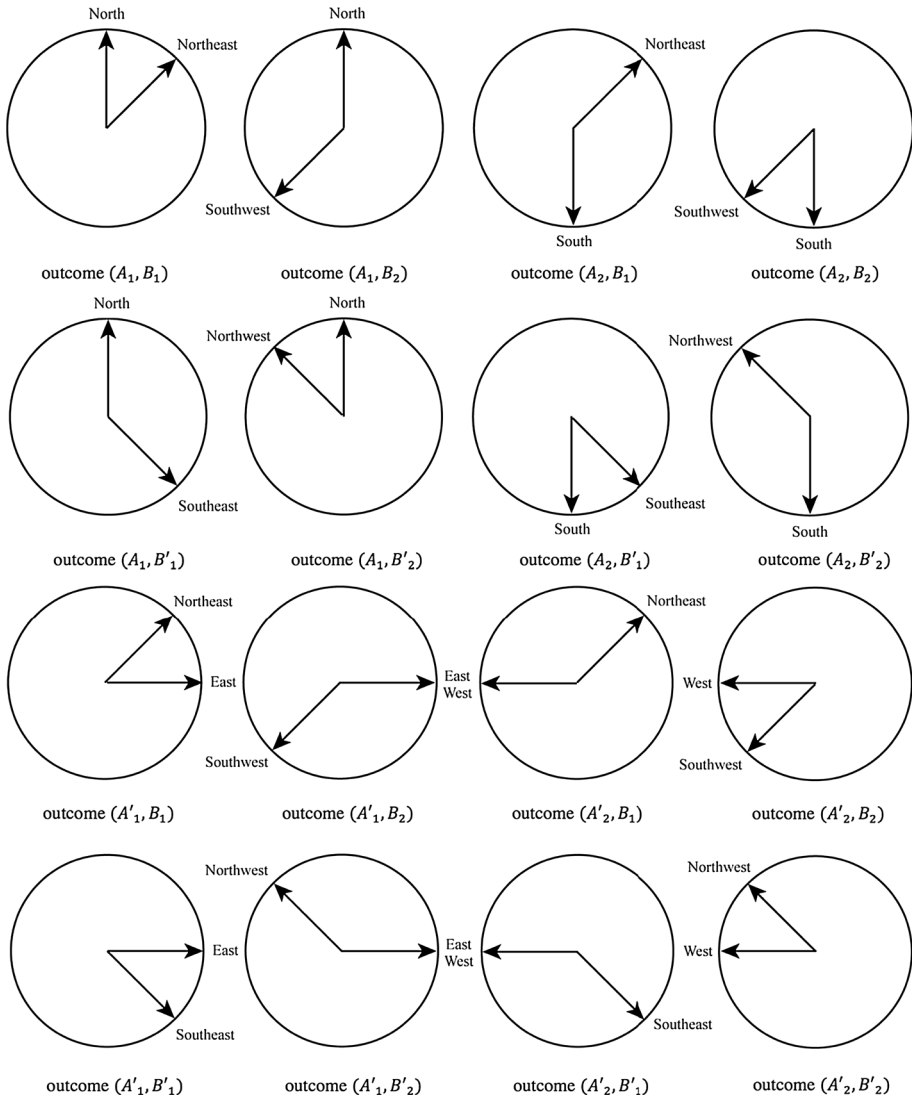 North
Northeast
North
Southwest
Northeast
South
Southwest
South
outcome (A₁, B₁)
outcome (A₁, B₂)
outcome (A₂, B₁)
outcome (A₂, B₂)
North
Southeast
Northwest
North
South
Southeast
Northwest
South
outcome (A₁, B'₁)
outcome (A₁, B'₂)
outcome (A₂, B'₁)
outcome (A₂, B'₂)
Northeast
East
Southwest
East
West
Northeast
West
Southwest
outcome (A'₁, B₁)
outcome (A'₁, B₂)
outcome (A'₂, B₁)
outcome (A'₂, B₂)
East
Southeast
Northwest
East
West
Southeast
Northwest
West
outcome (A'₁, B'₁)
outcome (A'₁, B'₂)
outcome (A'₂, B'₁)
outcome (A'₂, B'₂)